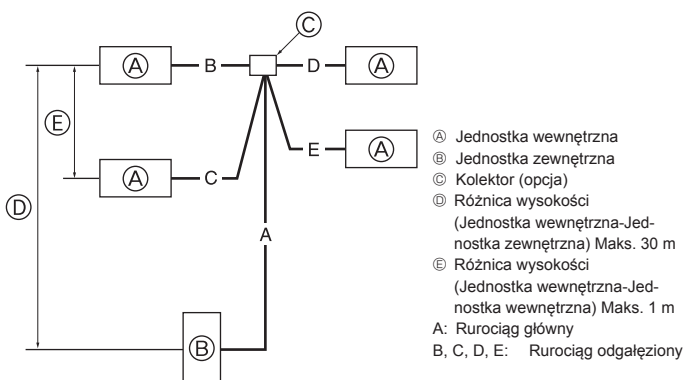 Ⓒ
Ⓐ B D Ⓐ
Ⓔ
E Ⓐ
Ⓐ C
Ⓓ
A
Ⓑ
Ⓐ Jednostka wewnętrzna
Ⓑ Jednostka zewnętrzna
Ⓒ Kolektor (opcja)
Ⓓ Różnica wysokości
(Jednostka wewnętrzna-Jed-
nostka zewnętrzna) Maks. 30 m
Ⓔ Różnica wysokości
(Jednostka wewnętrzna-Jed-
nostka wewnętrzna) Maks. 1 m
A: Rurociąg główny
B, C, D, E: Rurociąg odgałęziony